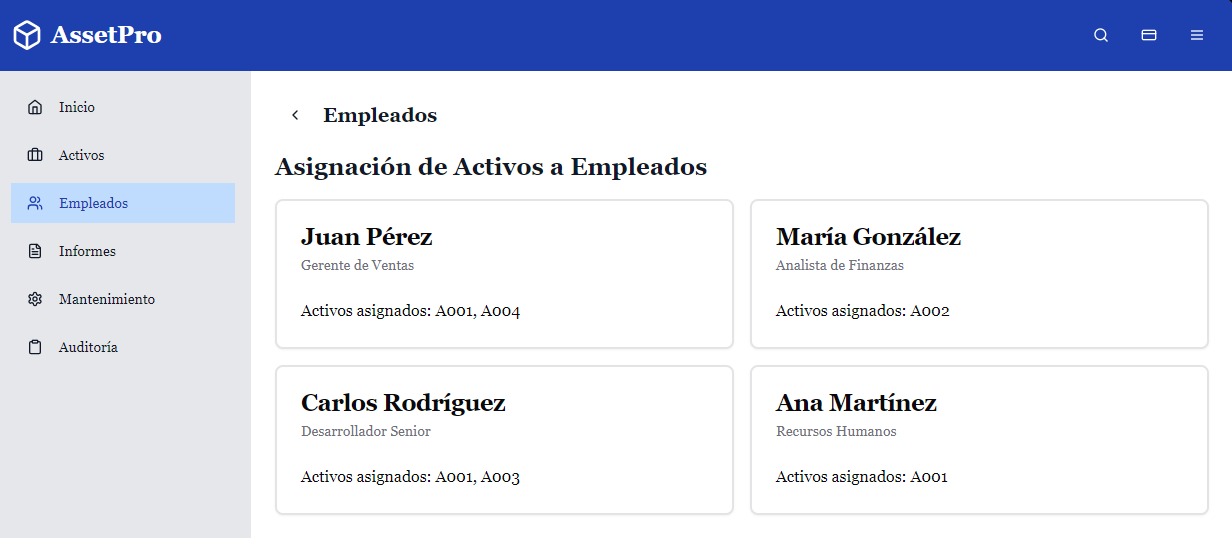 AssetPro
Inicio
Activos
Empleados
Informes
Mantenimiento
Auditoría
Empleados
Asignación de Activos a Empleados
Juan Pérez
Gerente de Ventas
Activos asignados: A001, A004
María González
Analista de Finanzas
Activos asignados: A002
Carlos Rodríguez
Desarrollador Senior
Activos asignados: A001, A003
Ana Martínez
Recursos Humanos
Activos asignados: A001